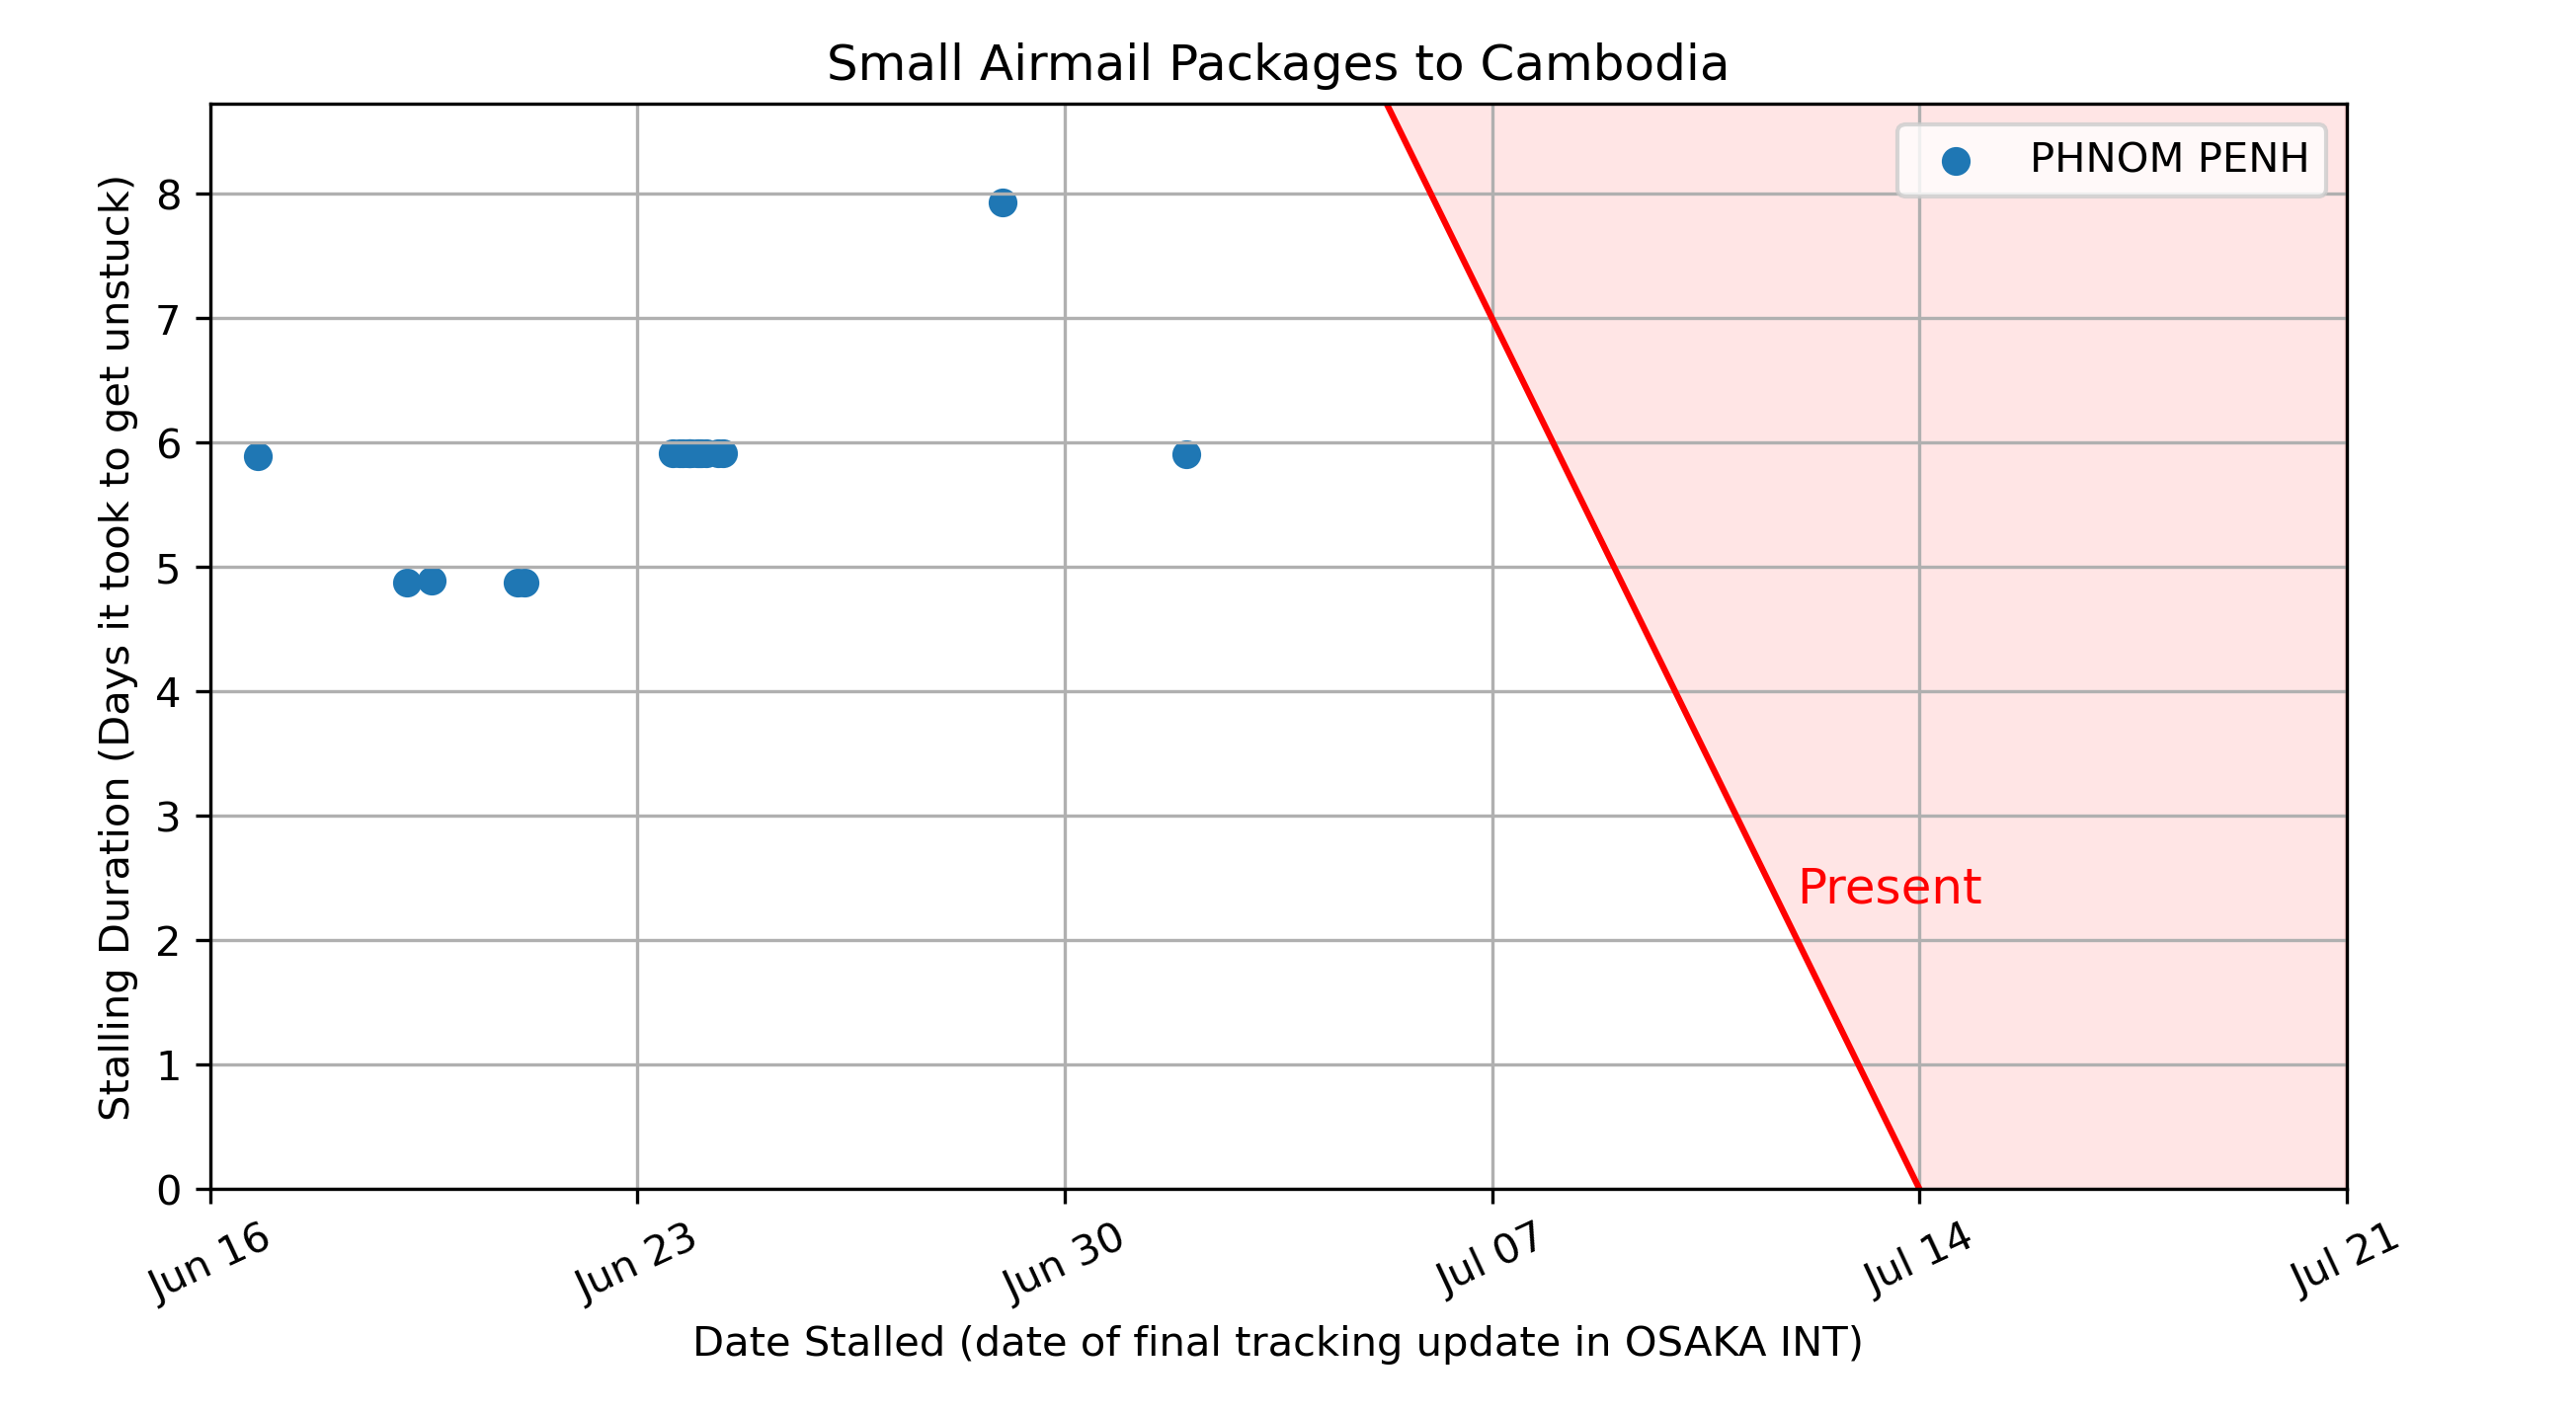 Small Airmail Packages to Cambodia
PHNOM PENH
Stalling Duration (Days it took to get unstuck)
8
7
6
5
4
3
2
1
0
Present
Jun 16
Jun 23
Jun 30
Jul 07
Jul 14
Jul 21
Date Stalled (date of final tracking update in OSAKA INT)